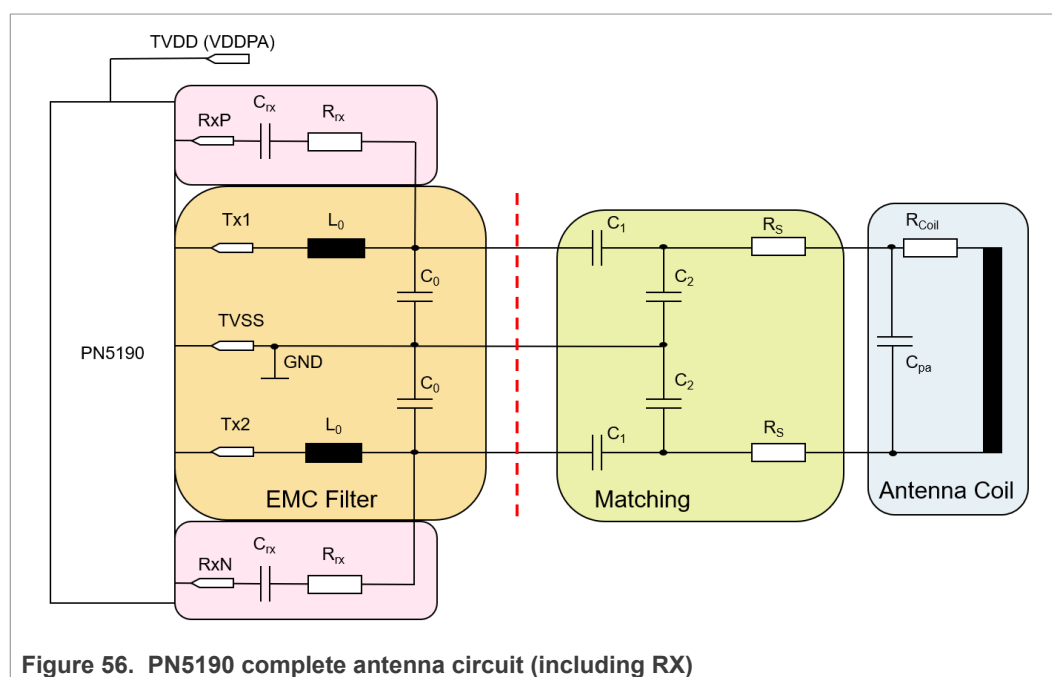 TVDD (VDDPA)
RxP
Crx
Rrx
Tx1
L0
C0
C1
RS
RCoil
C2
TVSS
GND
PN5190
Cpa
C0
C2
Tx2
L0
C1
RS
EMC Filter
Matching
Antenna Coil
RxN
Crx
Rrx
Figure 56. PN5190 complete antenna circuit (including RX)